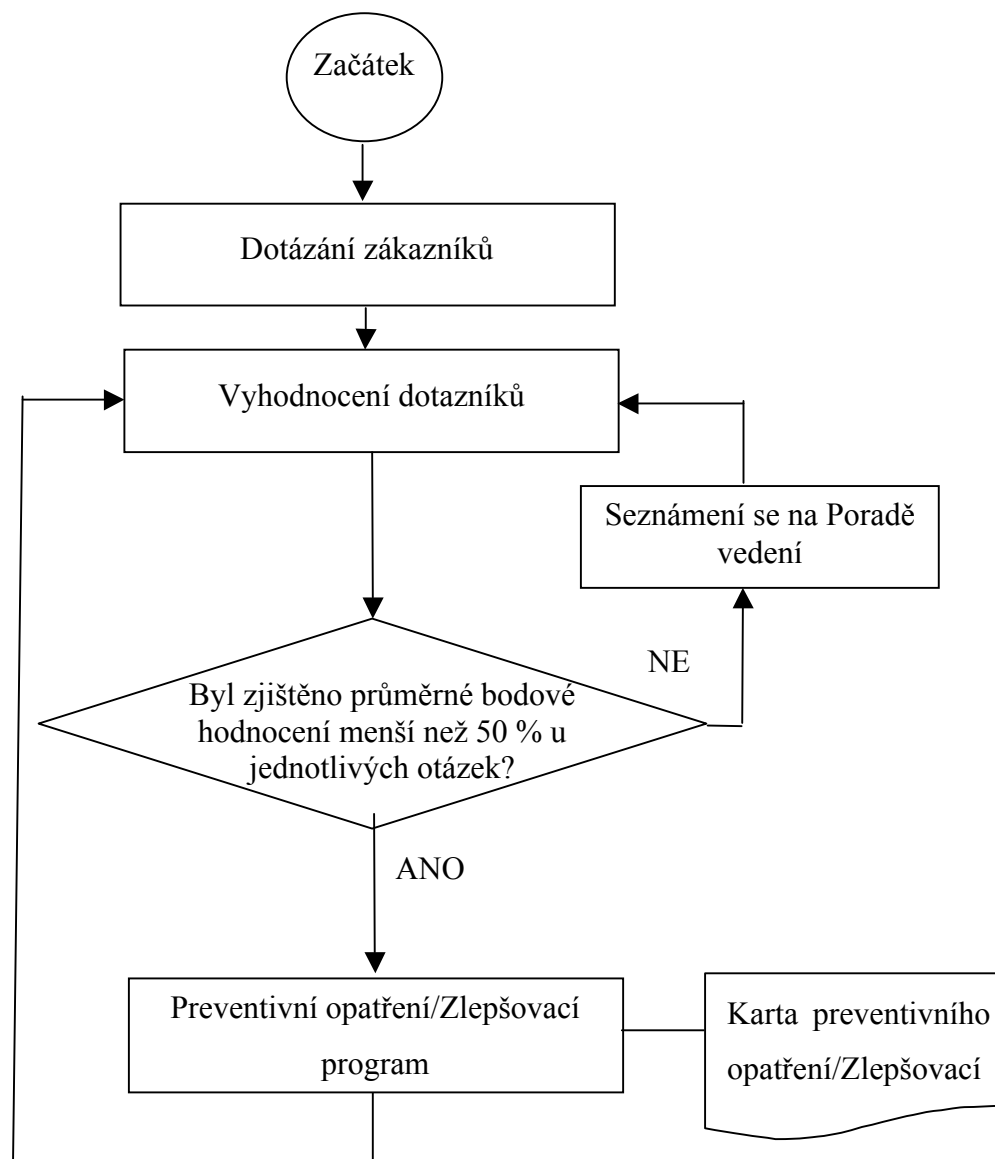 Začátek
Dotázání zákazníků
Vyhodnocení dotazníků
Seznámení se na Poradě
vedení
NE
Byl zjištěno průměrné bodové
hodnocení menší než 50 % u
jednotlivých otázek?
ANO
Preventivní opatření/Zlepšovací
program
Karta preventivního
opatření/Zlepšovací